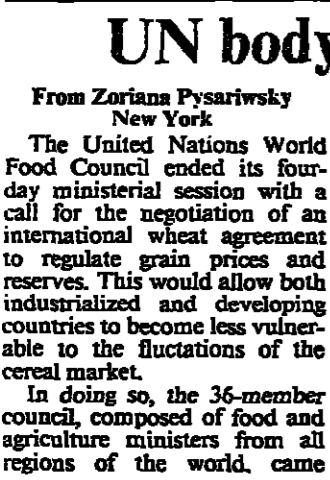 UN body
From Zoriana Pysariwsky
New York
The United Nations World
Food Council ended its four-
day ministerial session with a
call for the negotiation of an
international wheat agreement
to regulate grain prices and
reserves. This would allow both
industrialized and developing
countries to become less vulner-
able to the fluctations of the
cereal market.
In doing so, the 36-member
council, composed of food and
agriculture ministers from all
regions of the world, came